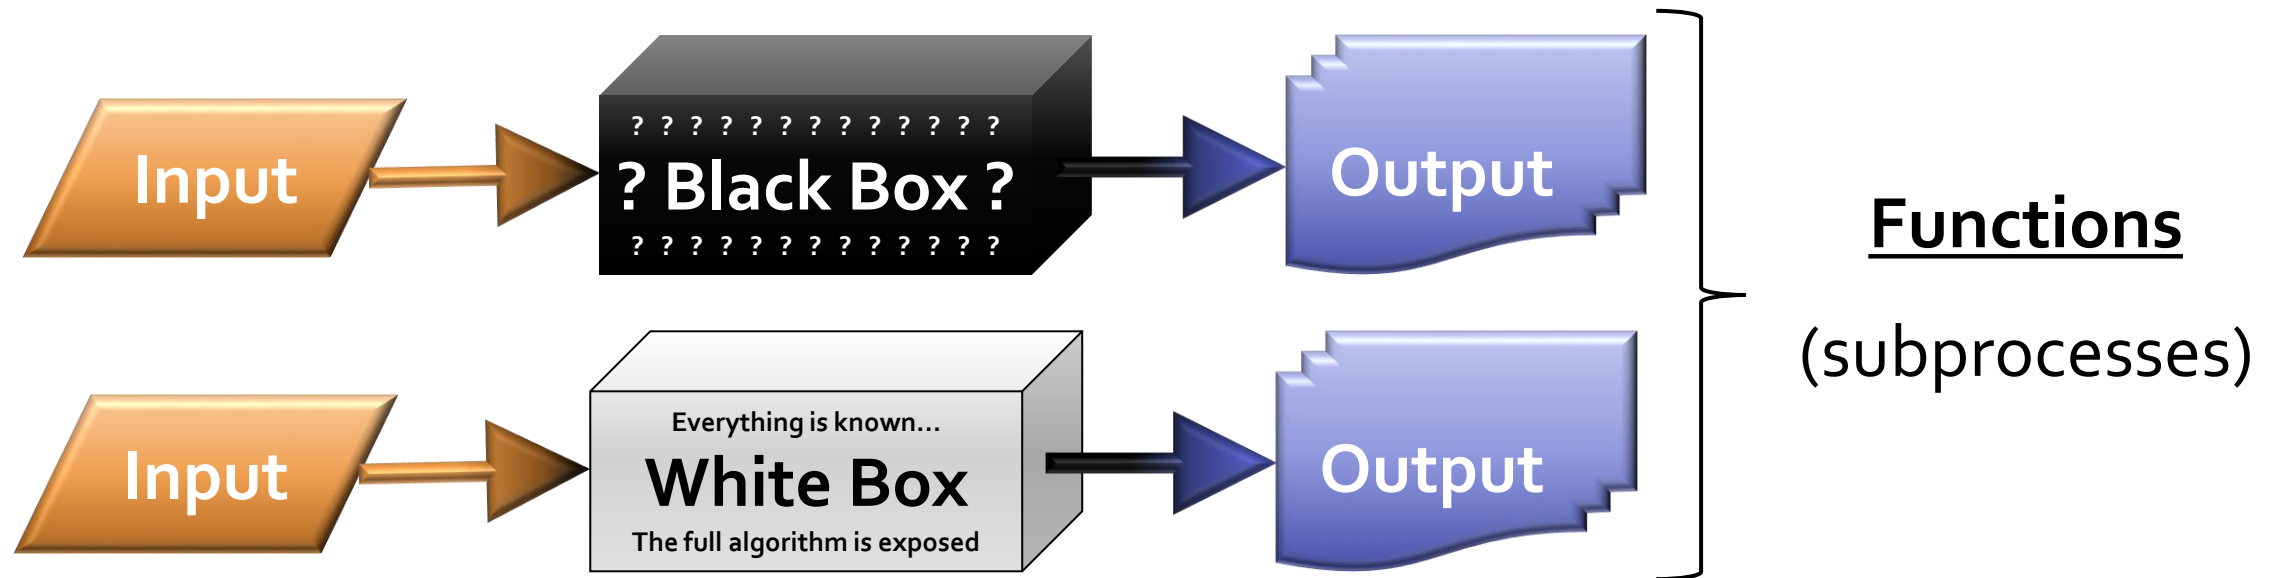 Input
? ? ? ? ? ? ? ? ? ? ? ? ?
? Black Box ?
? ? ? ? ? ? ? ? ? ? ? ? ?
Output
Input
Everything is known...
White Box
The full algorithm is exposed
Output
Functions
(subprocesses)